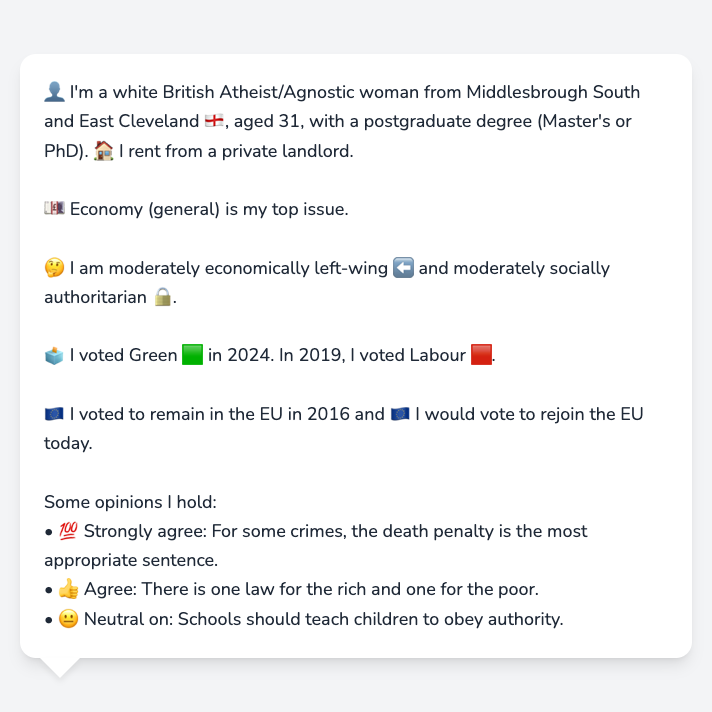 👤 I'm a white British Atheist/Agnostic woman from Middlesbrough South
and East Cleveland 🏴󠁧󠁢󠁥󠁮󠁧󠁿, aged 31, with a postgraduate degree (Master's or
PhD). 🏠 I rent from a private landlord.
💷 Economy (general) is my top issue.
🤔 I am moderately economically left-wing ⬅️ and moderately socially
authoritarian 🔒.
🗳️ I voted Green 🟩 in 2024. In 2019, I voted Labour 🟥.
🇪🇺 I voted to remain in the EU in 2016 and 🇪🇺 I would vote to rejoin the EU
today.
Some opinions I hold:
• 💯 Strongly agree: For some crimes, the death penalty is the most
appropriate sentence.
• 👍 Agree: There is one law for the rich and one for the poor.
• 😐 Neutral on: Schools should teach children to obey authority.